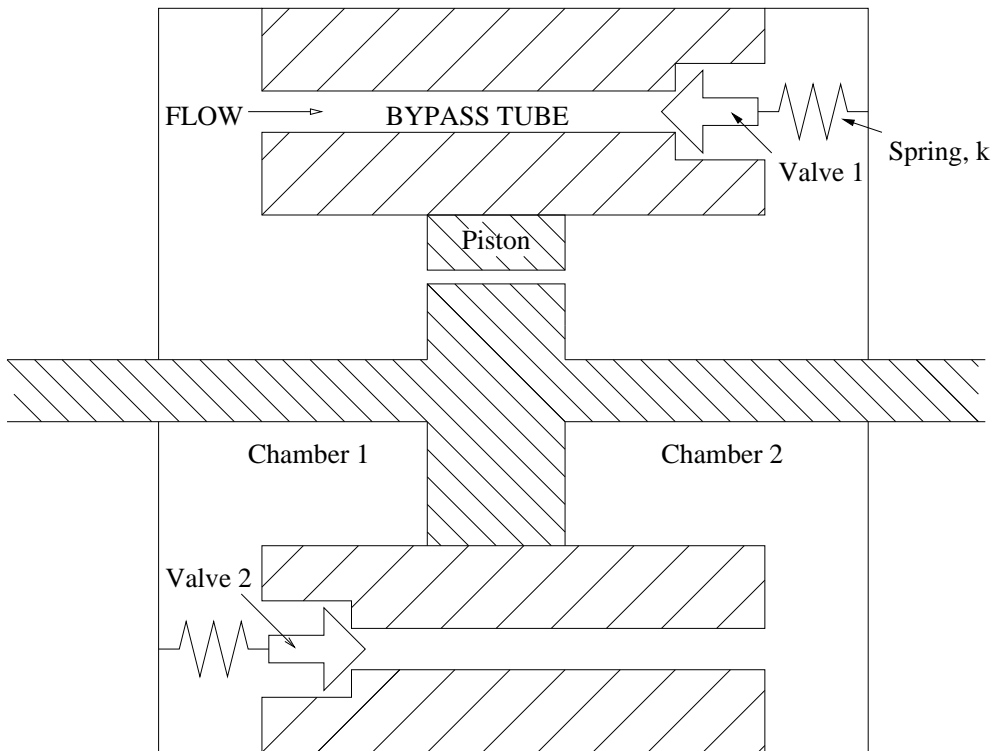 FLOW
BYPASS TUBE
Valve 1
Spring, k
Piston
Chamber 1
Chamber 2
Valve 2